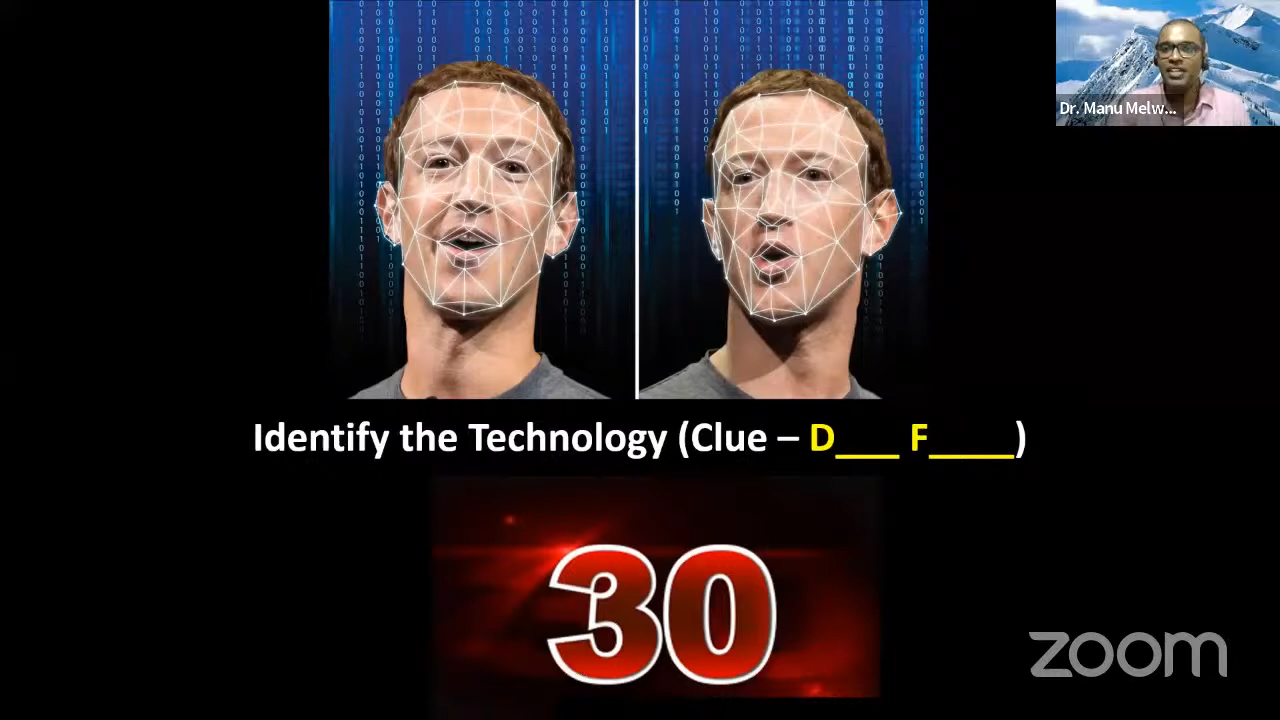 Dr. Manu Melw...
Identify the Technology (Clue – D___ F____)
30
zoom